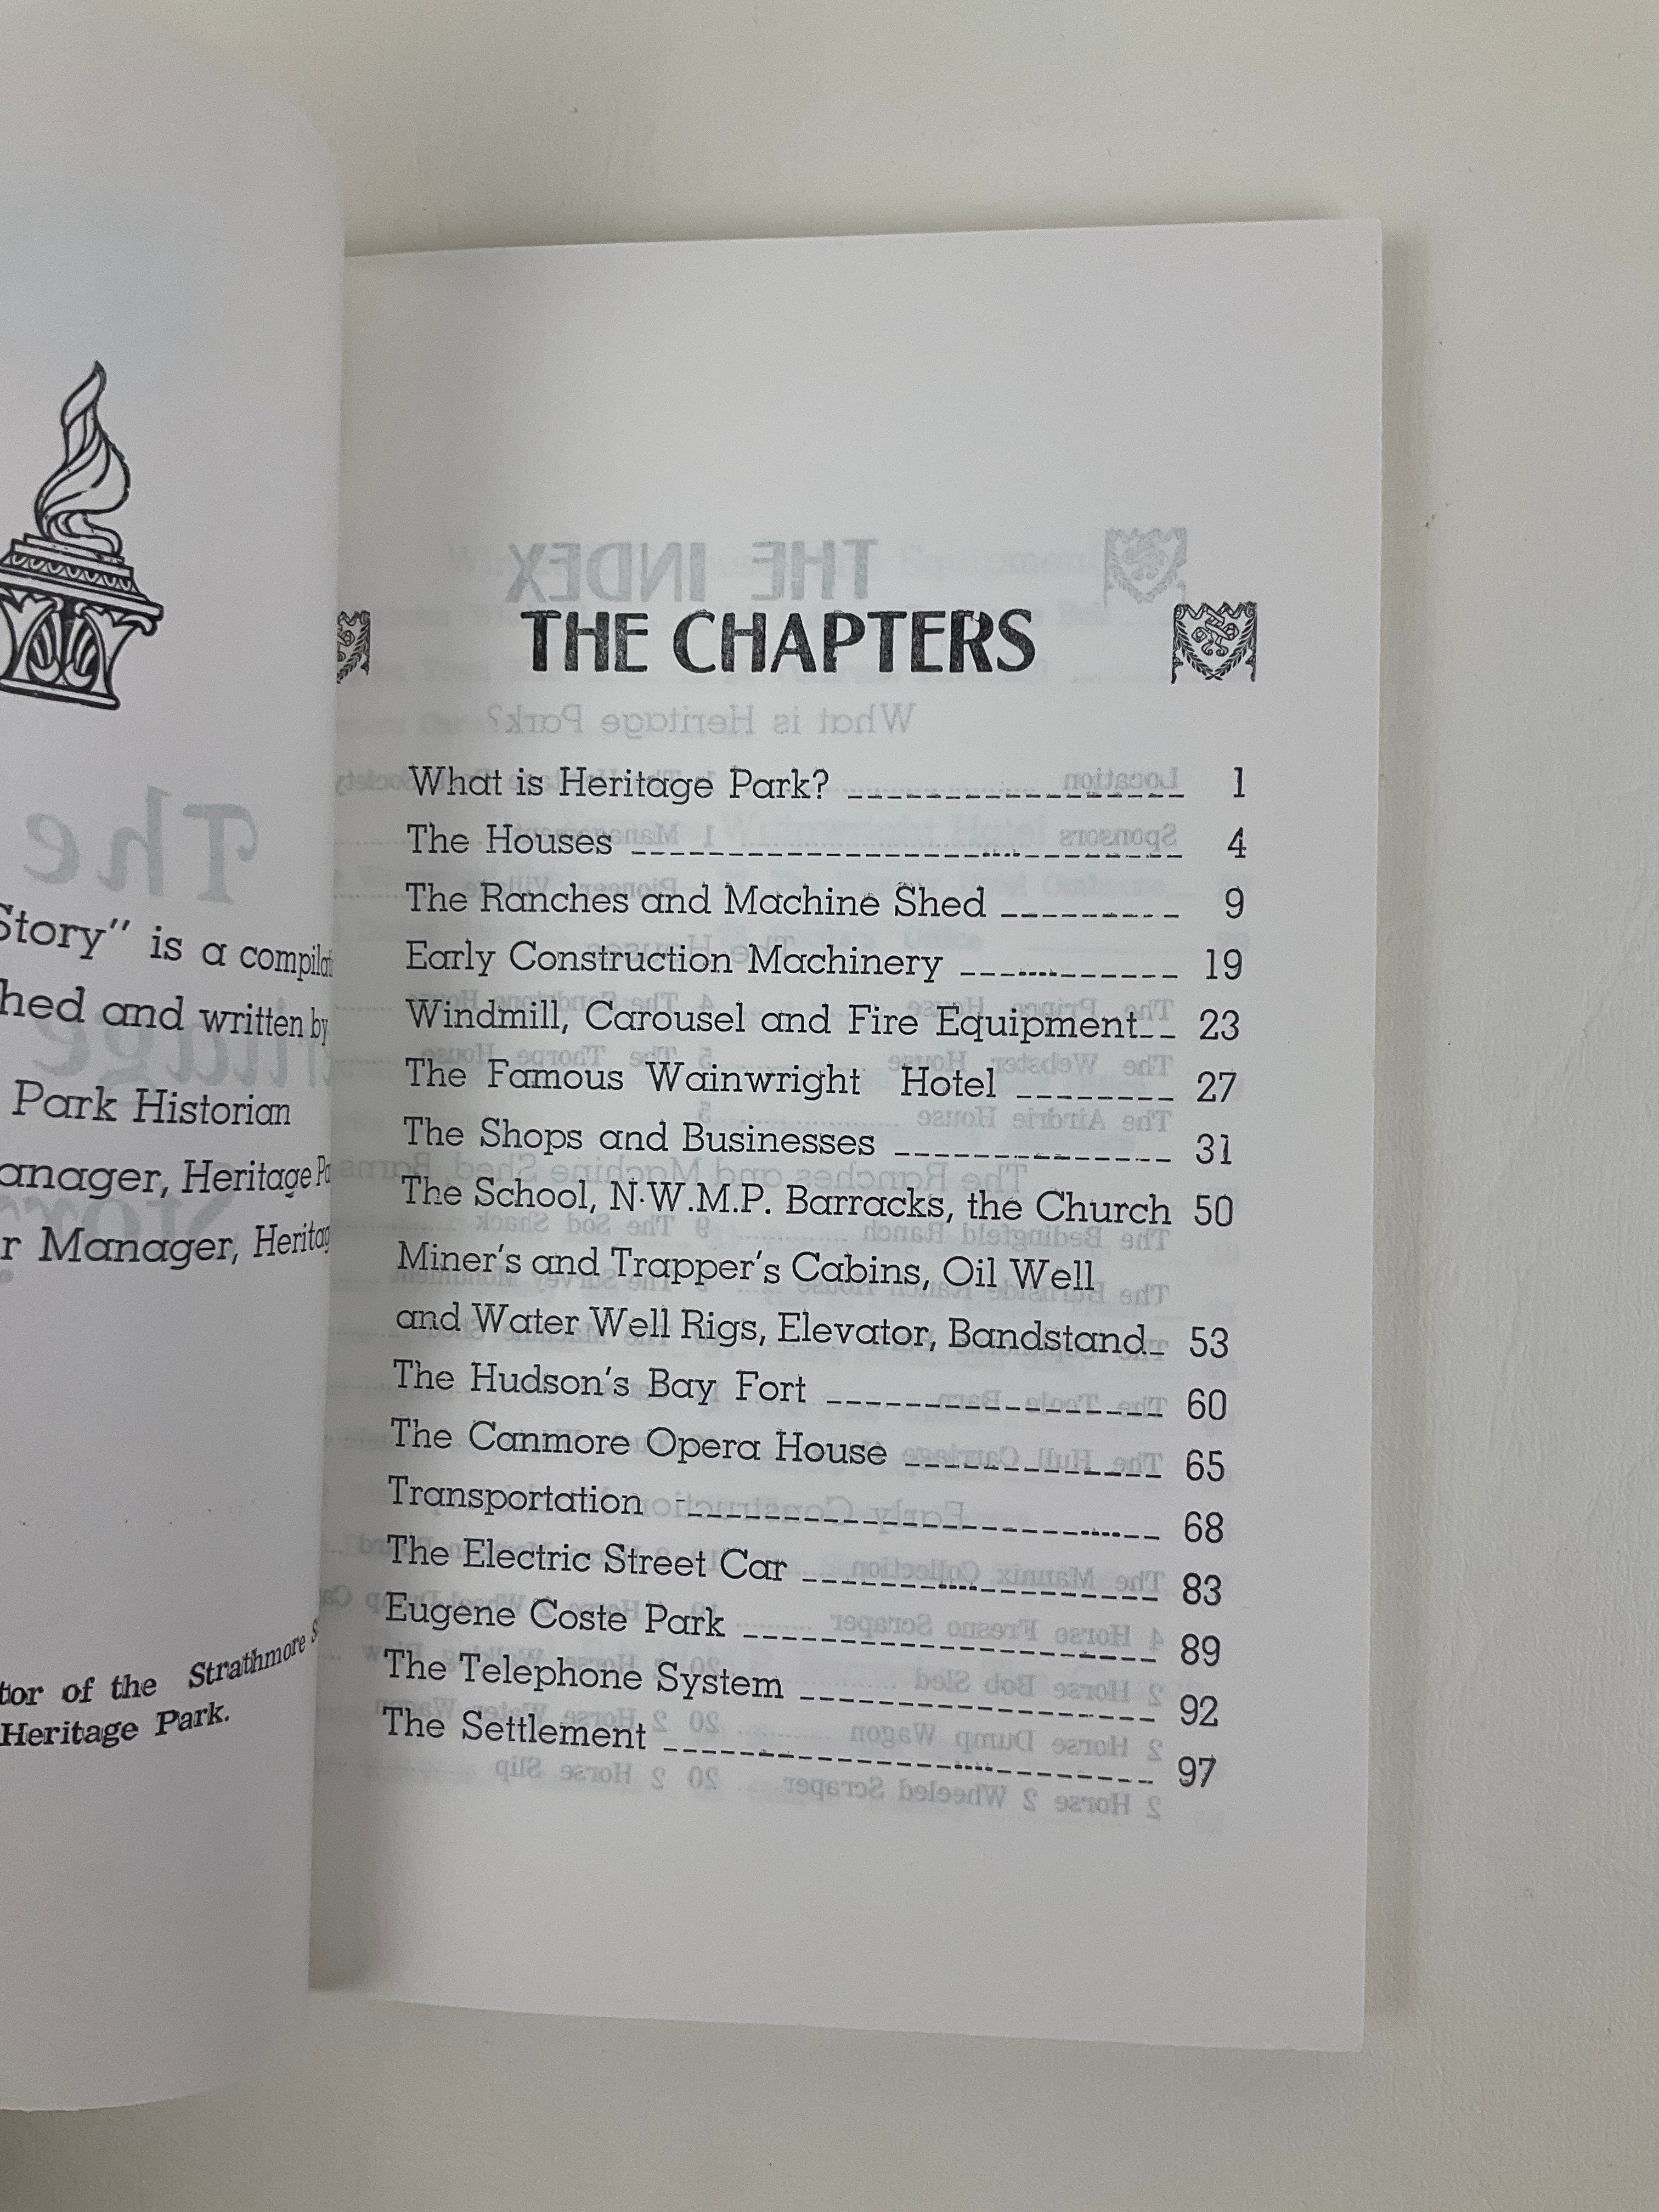 Story" is a
hed and written by
Park Historian
anager, Heritage
r Manager,
tor of the Strathmore
Heritage Park.
THE CHAPTERS
What is Heritage Park? 1
The Houses 4
The Ranches and Machine Shed 9
Early Construction Machinery 19
Windmill, Carousel and Fire Equipment 23
The Famous Wainwright Hotel 27
The Shops and Businesses 31
The School, N.W.M.P. Barracks, the Church 50
Miner's and Trapper's Cabins, Oil Well
and Water Well Rigs, Elevator, Bandstand 53
The Hudson's Bay Fort 60
The Canmore Opera House 65
Transportation 68
The Electric Street Car 83
Eugene Coste Park 89
The Telephone System 92
The Settlement 97